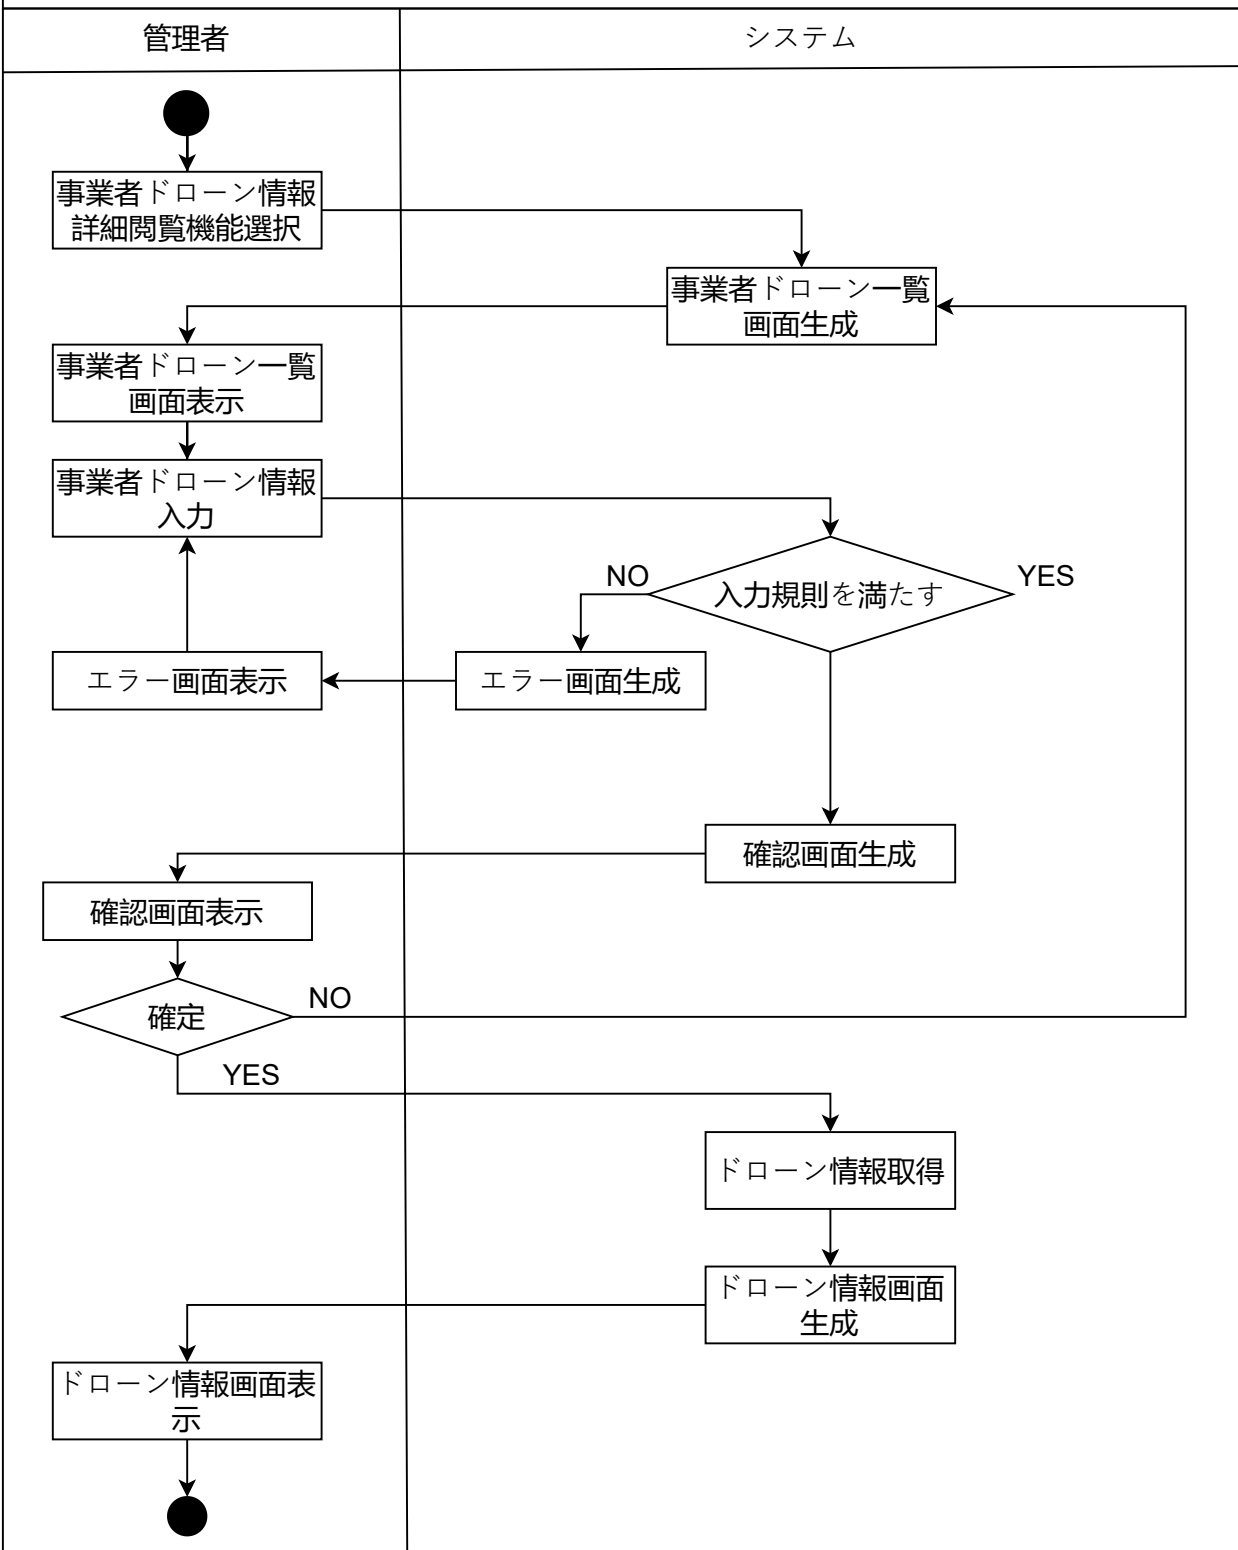 管理者
システム
事業者ドローン情報
詳細閲覧機能選択
事業者ドローン一覧
画面生成
事業者ドローン一覧
画面表示
事業者ドローン情報
入力
NO
入力規則を満たす
YES
エラー画面表示
エラー画面生成
確認画面生成
確認画面表示
確定
NO
YES
ドローン情報取得
ドローン情報画面
生成
ドローン情報画面表
示